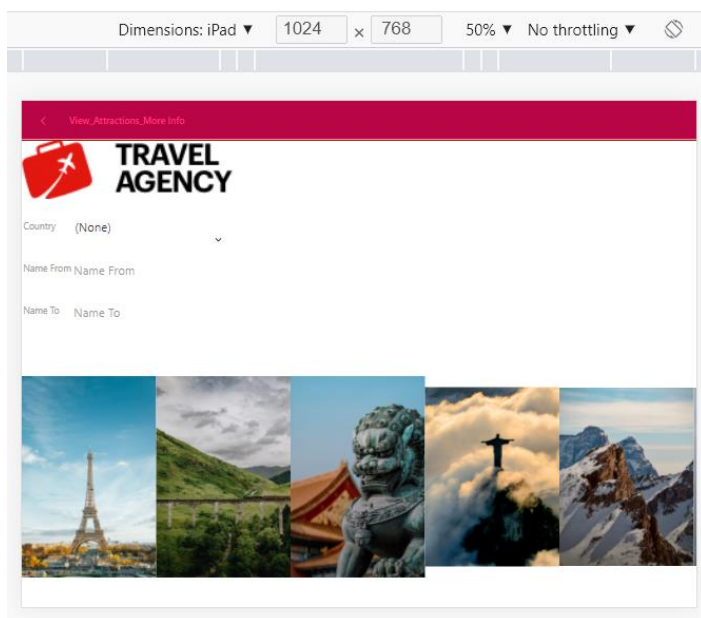 Dimensions: iPad ▼ 1024 × 768 50% ▼ No throttling ▼
View_Attractions_More Info
TRAVEL
AGENCY
Country (None)
Name From Name From
Name To Name To